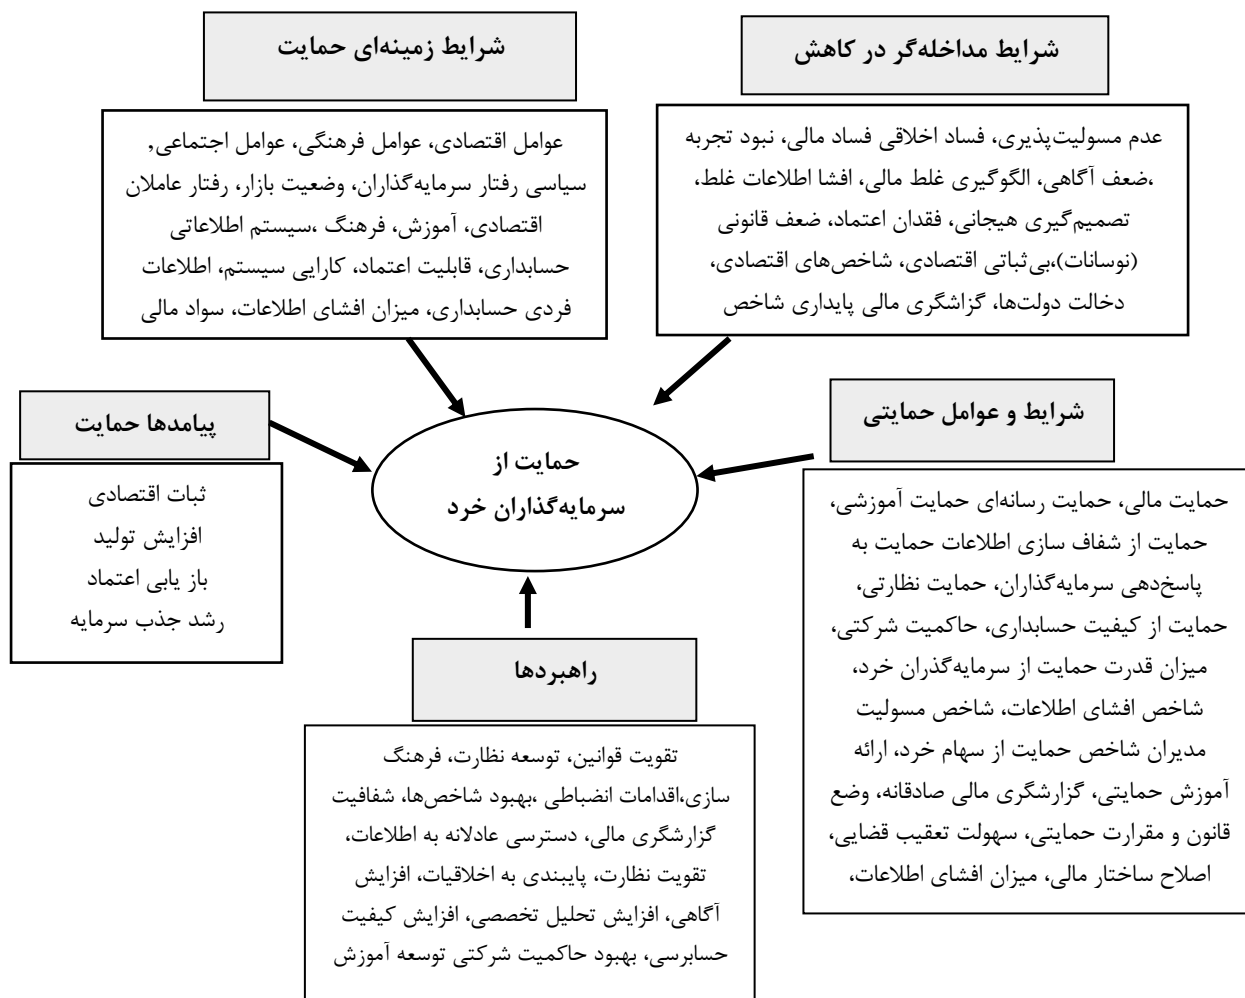 شرایط مداخله‌گر در کاهش
عدم مسولیت‌پذیری، فساد اخلاقی فساد مالی، نبود تجربه
،ضعف آگاهی، الگوگیری غلط مالی، افشا اطلاعات غلط،
تصمیم‌گیری هیجانی، فقدان اعتماد، ضعف قانونی
(نوسانات)،بی‌ثباتی اقتصادی، شاخص‌های اقتصادی،
دخالت دولت‌ها، گزاشگری مالی پایداری شاخص
شرایط زمینه‌ای حمایت
عوامل اقتصادی، عوامل فرهنگی، عوامل اجتماعی,
سیاسی رفتار سرمایه‌گذاران، وضعیت بازار، رفتار عاملان
اقتصادی، آموزش، فرهنگ ،سیستم اطلاعاتی
حسابداری، قابلیت اعتماد، کارایی سیستم، اطلاعات
فردی حسابداری، میزان افشای اطلاعات، سواد مالی
شرایط و عوامل حمایتی
حمایت مالی، حمایت رسانه‌ای حمایت آموزشی،
حمایت از شفاف سازی اطلاعات حمایت به
پاسخ‌دهی سرمایه‌گذاران، حمایت نظارتی،
حمایت از کیفیت حسابداری، حاکمیت شرکتی،
میزان قدرت حمایت از سرمایه‌گذران خرد،
شاخص افشای اطلاعات، شاخص مسولیت
مدیران شاخص حمایت از سهام خرد، ارائه
آموزش حمایتی، گزارشگری مالی صادقانه، وضع
قانون و مقرارت حمایتی، سهولت تعقیب قضایی،
اصلاح ساختار مالی، میزان افشای اطلاعات،
حمایت از
سرمایه‌گذاران خرد
پیامدها حمایت
ثبات اقتصادی
افزایش تولید
باز یابی اعتماد
رشد جذب سرمایه
راهبردها
تقویت قوانین، توسعه نظارت، فرهنگ
سازی،اقدامات انضباطی ،بهبود شاخص‌ها، شفافیت
گزارشگری مالی، دسترسی عادلانه به اطلاعات،
تقویت نظارت، پایبندی به اخلاقیات، افزایش
آگاهی، افزایش تحلیل تخصصی، افزایش کیفیت
حسابرسی، بهبود حاکمیت شرکتی توسعه آموزش